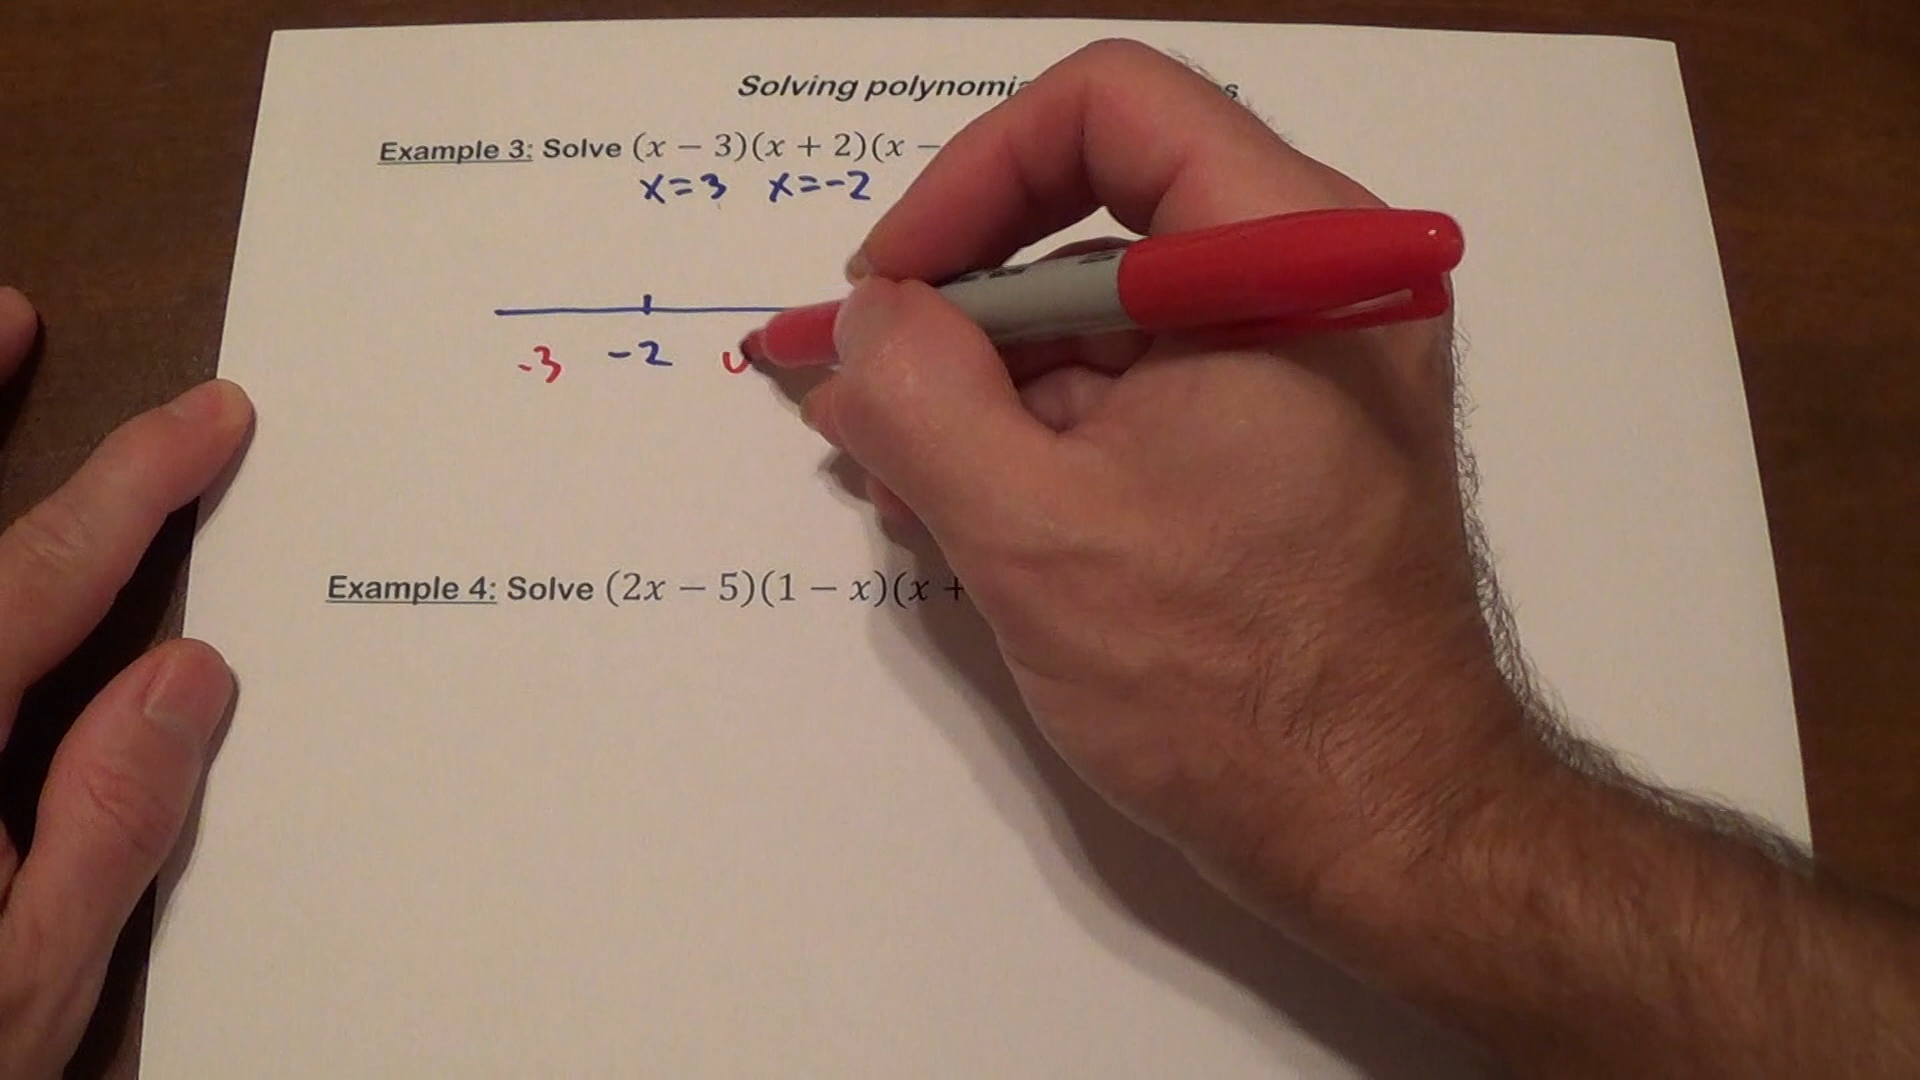 Solving polynomi
Example 3: Solve (x − 3)(x + 2)(x −
x=3 x=-2
-3 -2
Example 4: Solve (2x − 5)(1 − x)(x +